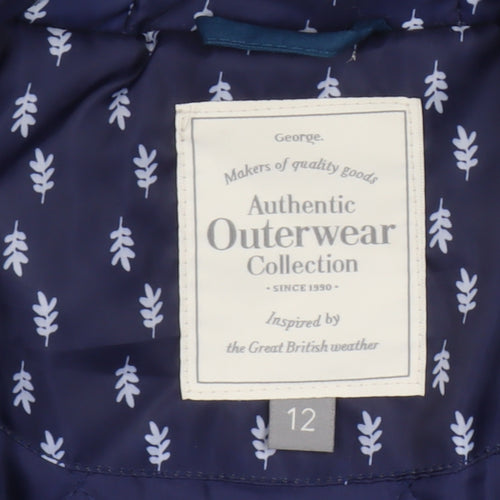 George.
Makers of quality goods
Authentic
Outerwear
Collection
- SINCE 1990 -
Inspired by
the Great British weather
12